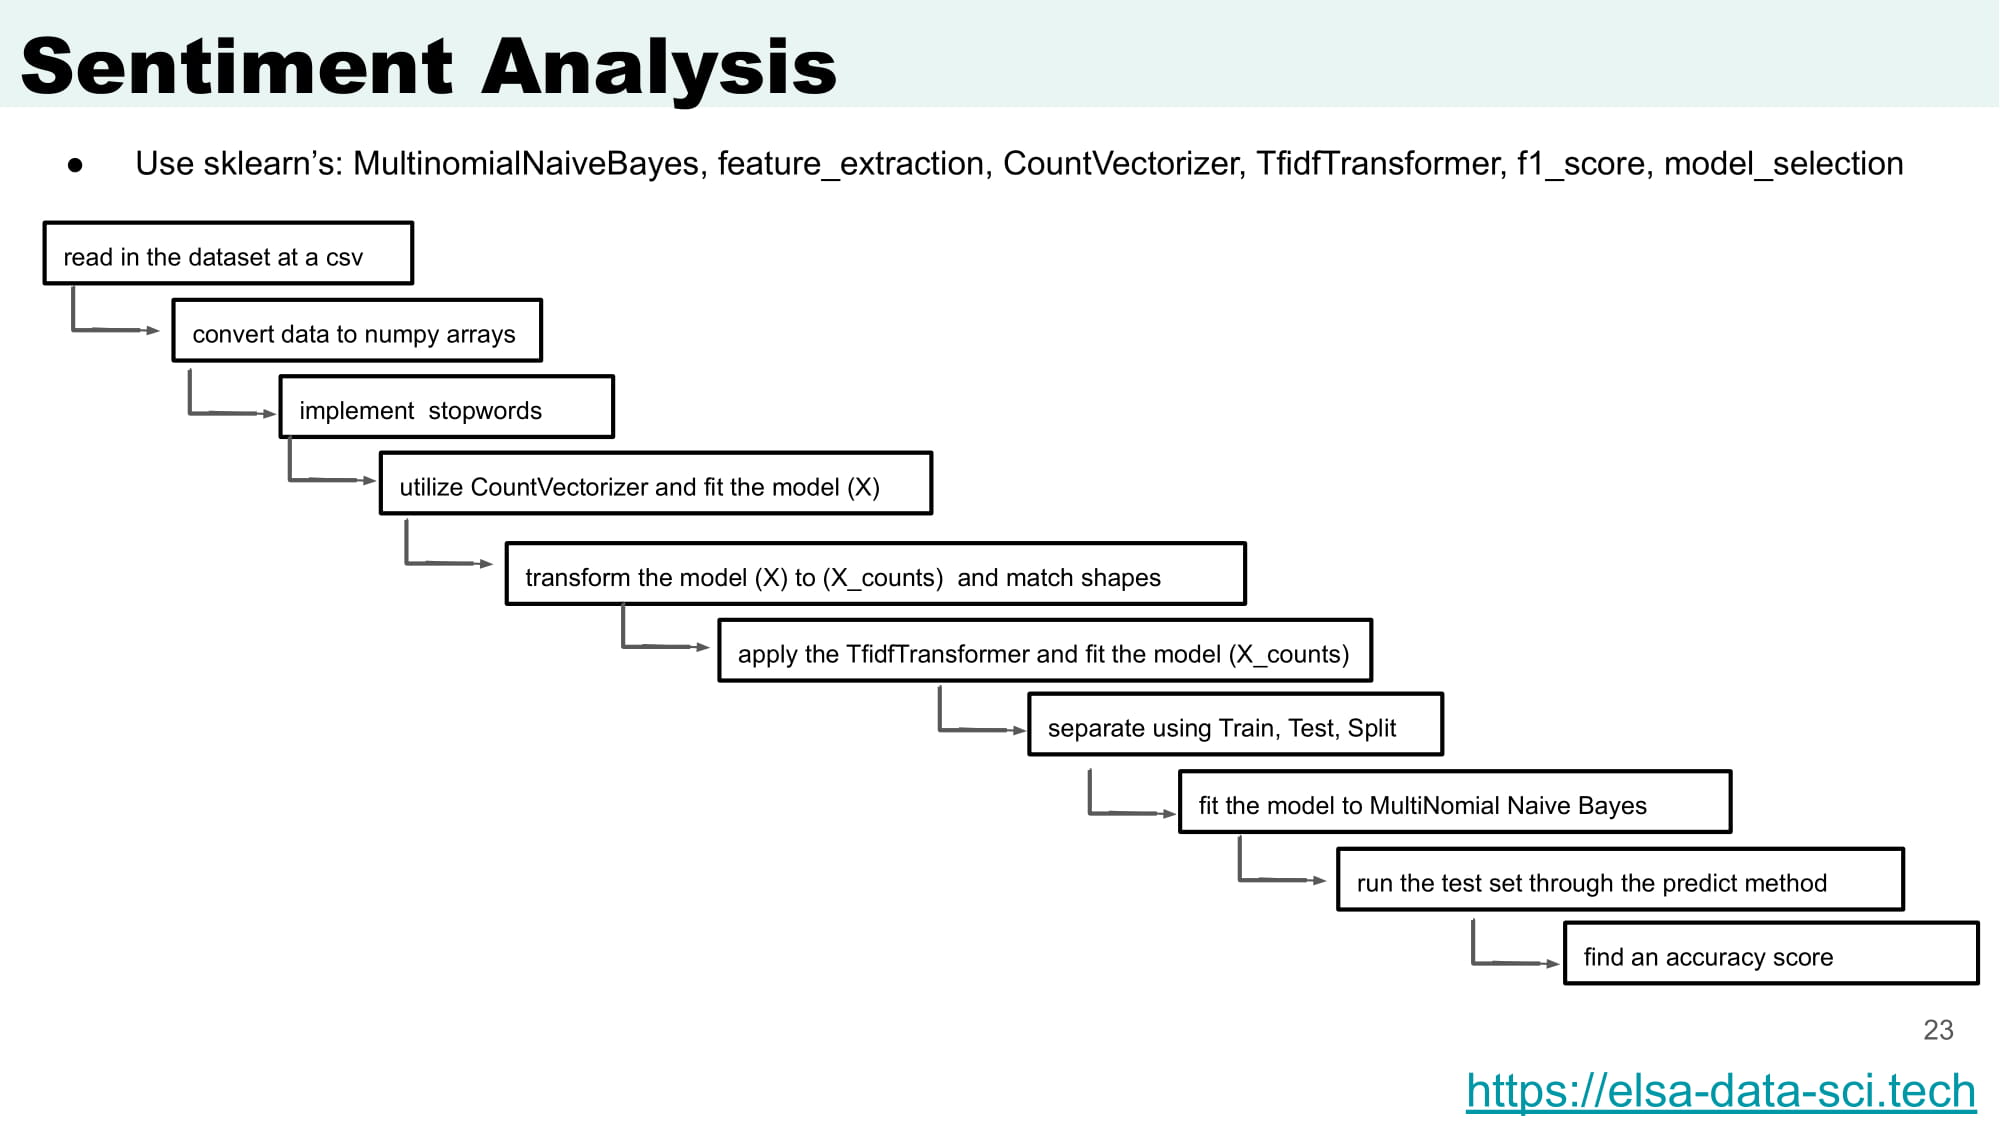 Sentiment Analysis
● Use sklearn’s: MultinomialNaiveBayes, feature_extraction, CountVectorizer, TfidfTransformer, f1_score, model_selection
read in the dataset at a csv
convert data to numpy arrays
implement  stopwords
utilize CountVectorizer and fit the model (X)
transform the model (X) to (X_counts)  and match shapes
apply the TfidfTransformer and fit the model (X_counts)
separate using Train, Test, Split
fit the model to MultiNomial Naive Bayes
run the test set through the predict method
find an accuracy score
23
https://elsa-data-sci.tech